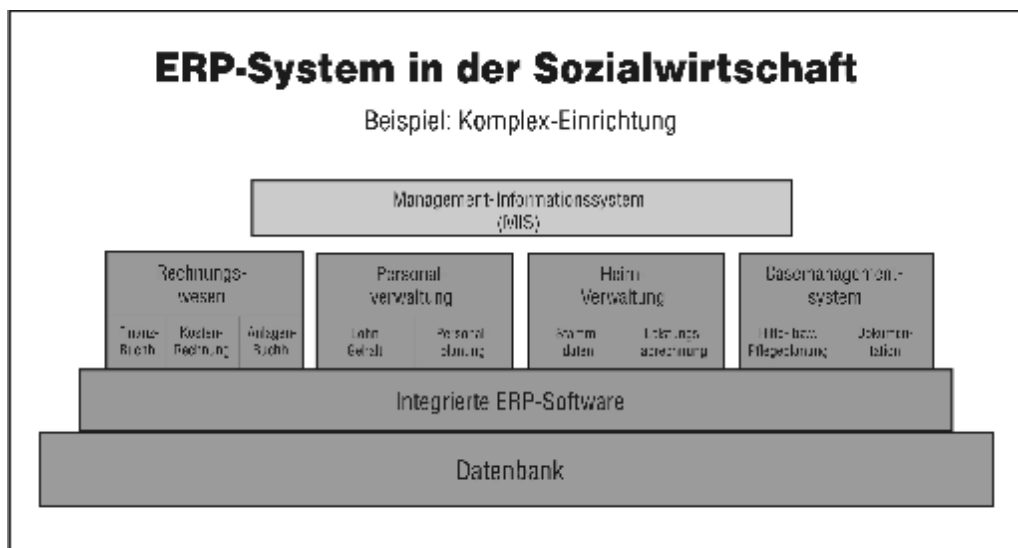 ERP-System in der Sozialwirtschaft
Beispiel: Komplex-Einrichtung
Management-Informationssystem
(MIS)
Rechnungs-
wesen
Finanz-
Buchh.
Kosten-
Rechnung
Anlagen-
Buchh.
Personal
verwaltung
Lohn
Gehalt
Personal
planung
Heim
Verwaltung
Stamm
daten
Leistungs
abrechnung
Casemanagement-
system
Hilfe- bzw.
Pflegeplanung
Dokumen-
tation
Integrierte ERP-Software
Datenbank